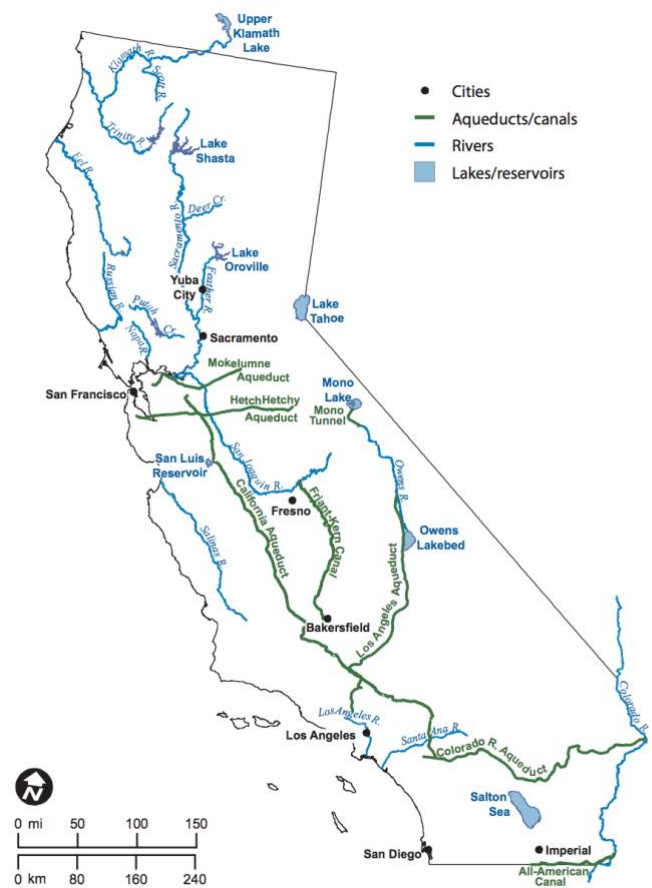 Upper
Klamath
Lake
Klamath R.
Scott R.
Trinity R.
Lake
Shasta
Eel R.
Deer Cr.
Sacramento R.
Lake
Oroville
Yuba
City
Feather R.
Russian R.
Putah Cr.
Napa R.
Sacramento
Lake
Tahoe
Mokelumne
Aqueduct
San Francisco
HetchHetchy
Aqueduct
Mono
Lake
Mono
Tunnel
San Luis
Reservoir
San Joaquin R.
Owens R.
Fresno
Friant-Kern Canal
California Aqueduct
Salinas R.
Owens
Lakebed
Los Angeles Aqueduct
Bakersfield
Colorado R.
Los Angeles R.
Los Angeles
Santa Ana R.
Colorado R. Aqueduct
Salton
Sea
San Diego
Imperial
All-American
Canal
Cities
Aqueducts/canals
Rivers
Lakes/reservoirs
N
0 mi 50 100 150
0 km 80 160 240